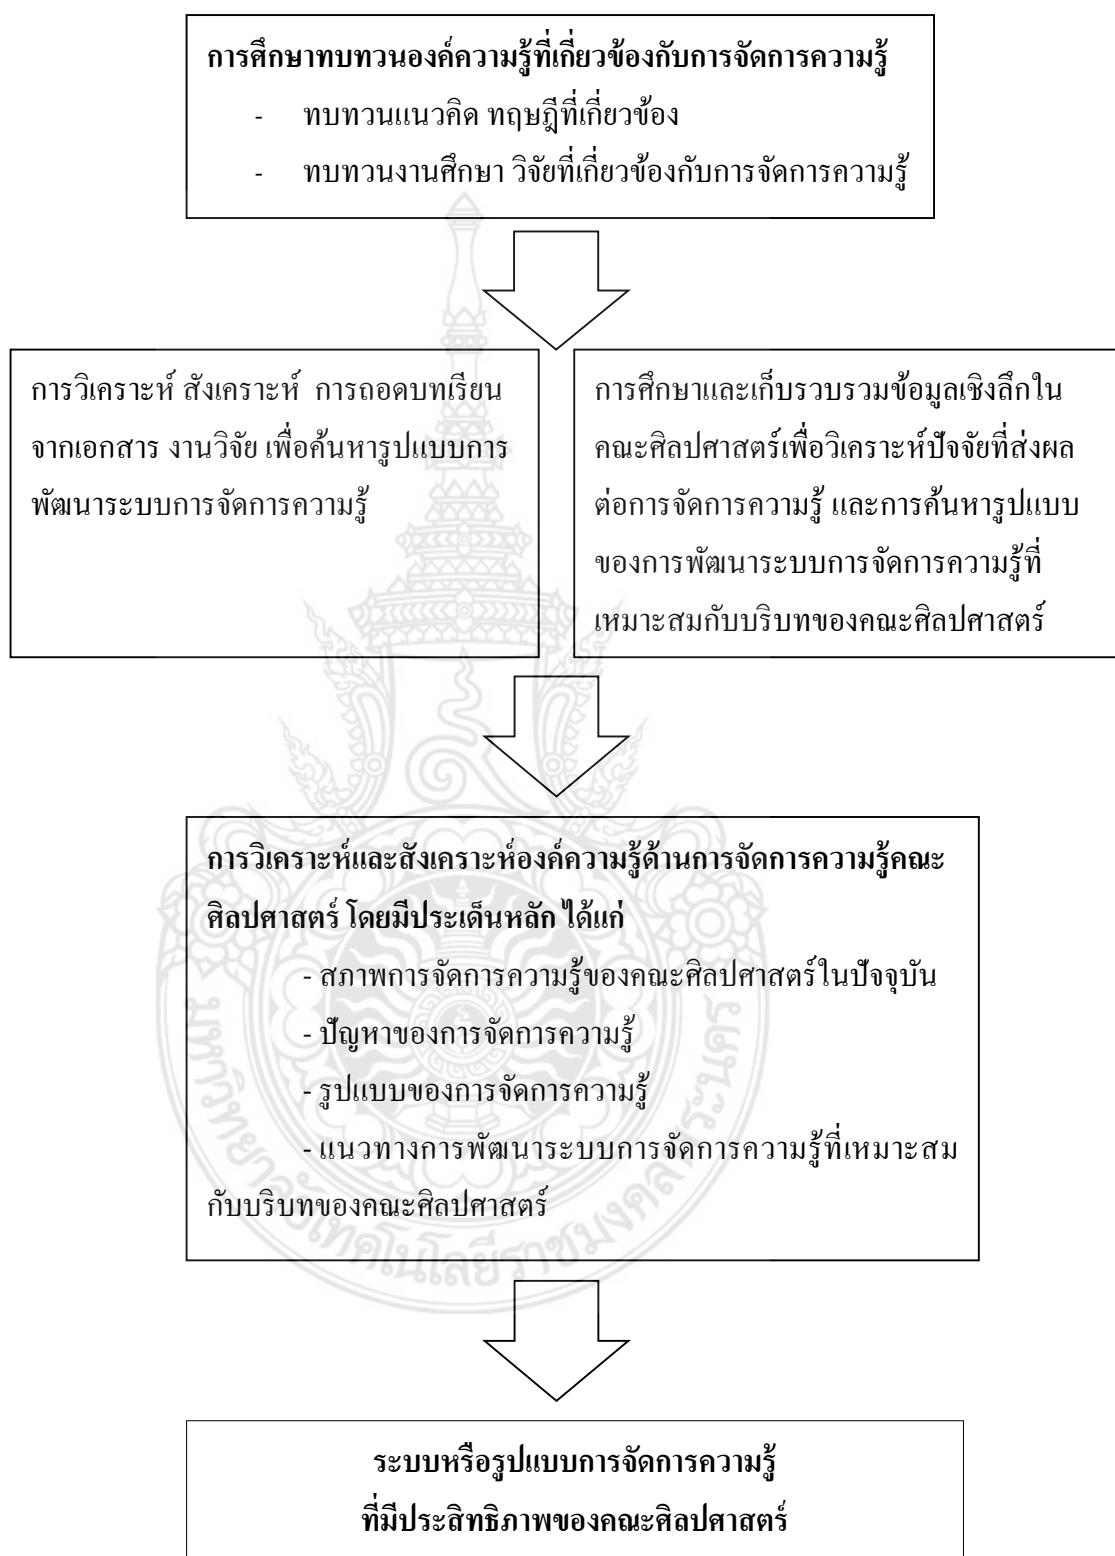 การศึกษาทบทวนองค์ความรู้ที่เกี่ยวข้องกับการจัดการความรู้
- ทบทวนแนวคิด ทฤษฎีที่เกี่ยวข้อง
- ทบทวนงานศึกษา วิจัยที่เกี่ยวข้องกับการจัดการความรู้
การวิเคราะห์ สังเคราะห์ การถอดบทเรียน
จากเอกสาร งานวิจัย เพื่อค้นหารูปแบบการ
พัฒนาระบบการจัดการความรู้
การศึกษาและเก็บรวบรวมข้อมูลเชิงลึกใน
คณะศิลปศาสตร์เพื่อวิเคราะห์ปัจจัยที่ส่งผล
ต่อการจัดการความรู้ และการค้นหารูปแบบ
ของการพัฒนาระบบการจัดการความรู้ที่
เหมาะสมกับบริบทของคณะศิลปศาสตร์
การวิเคราะห์และสังเคราะห์องค์ความรู้ด้านการจัดการความรู้คณะ
ศิลปศาสตร์ โดยมีประเด็นหลัก ได้แก่
- สภาพการจัดการความรู้ของคณะศิลปศาสตร์ในปัจจุบัน
- ปัญหาของการจัดการความรู้
- รูปแบบของการจัดการความรู้
- แนวทางการพัฒนาระบบการจัดการความรู้ที่เหมาะสม
กับบริบทของคณะศิลปศาสตร์
มหาวิทยาลัยเทคโนโลยีราชมงคลพระนคร
ระบบหรือรูปแบบการจัดการความรู้
ที่มีประสิทธิภาพของคณะศิลปศาสตร์